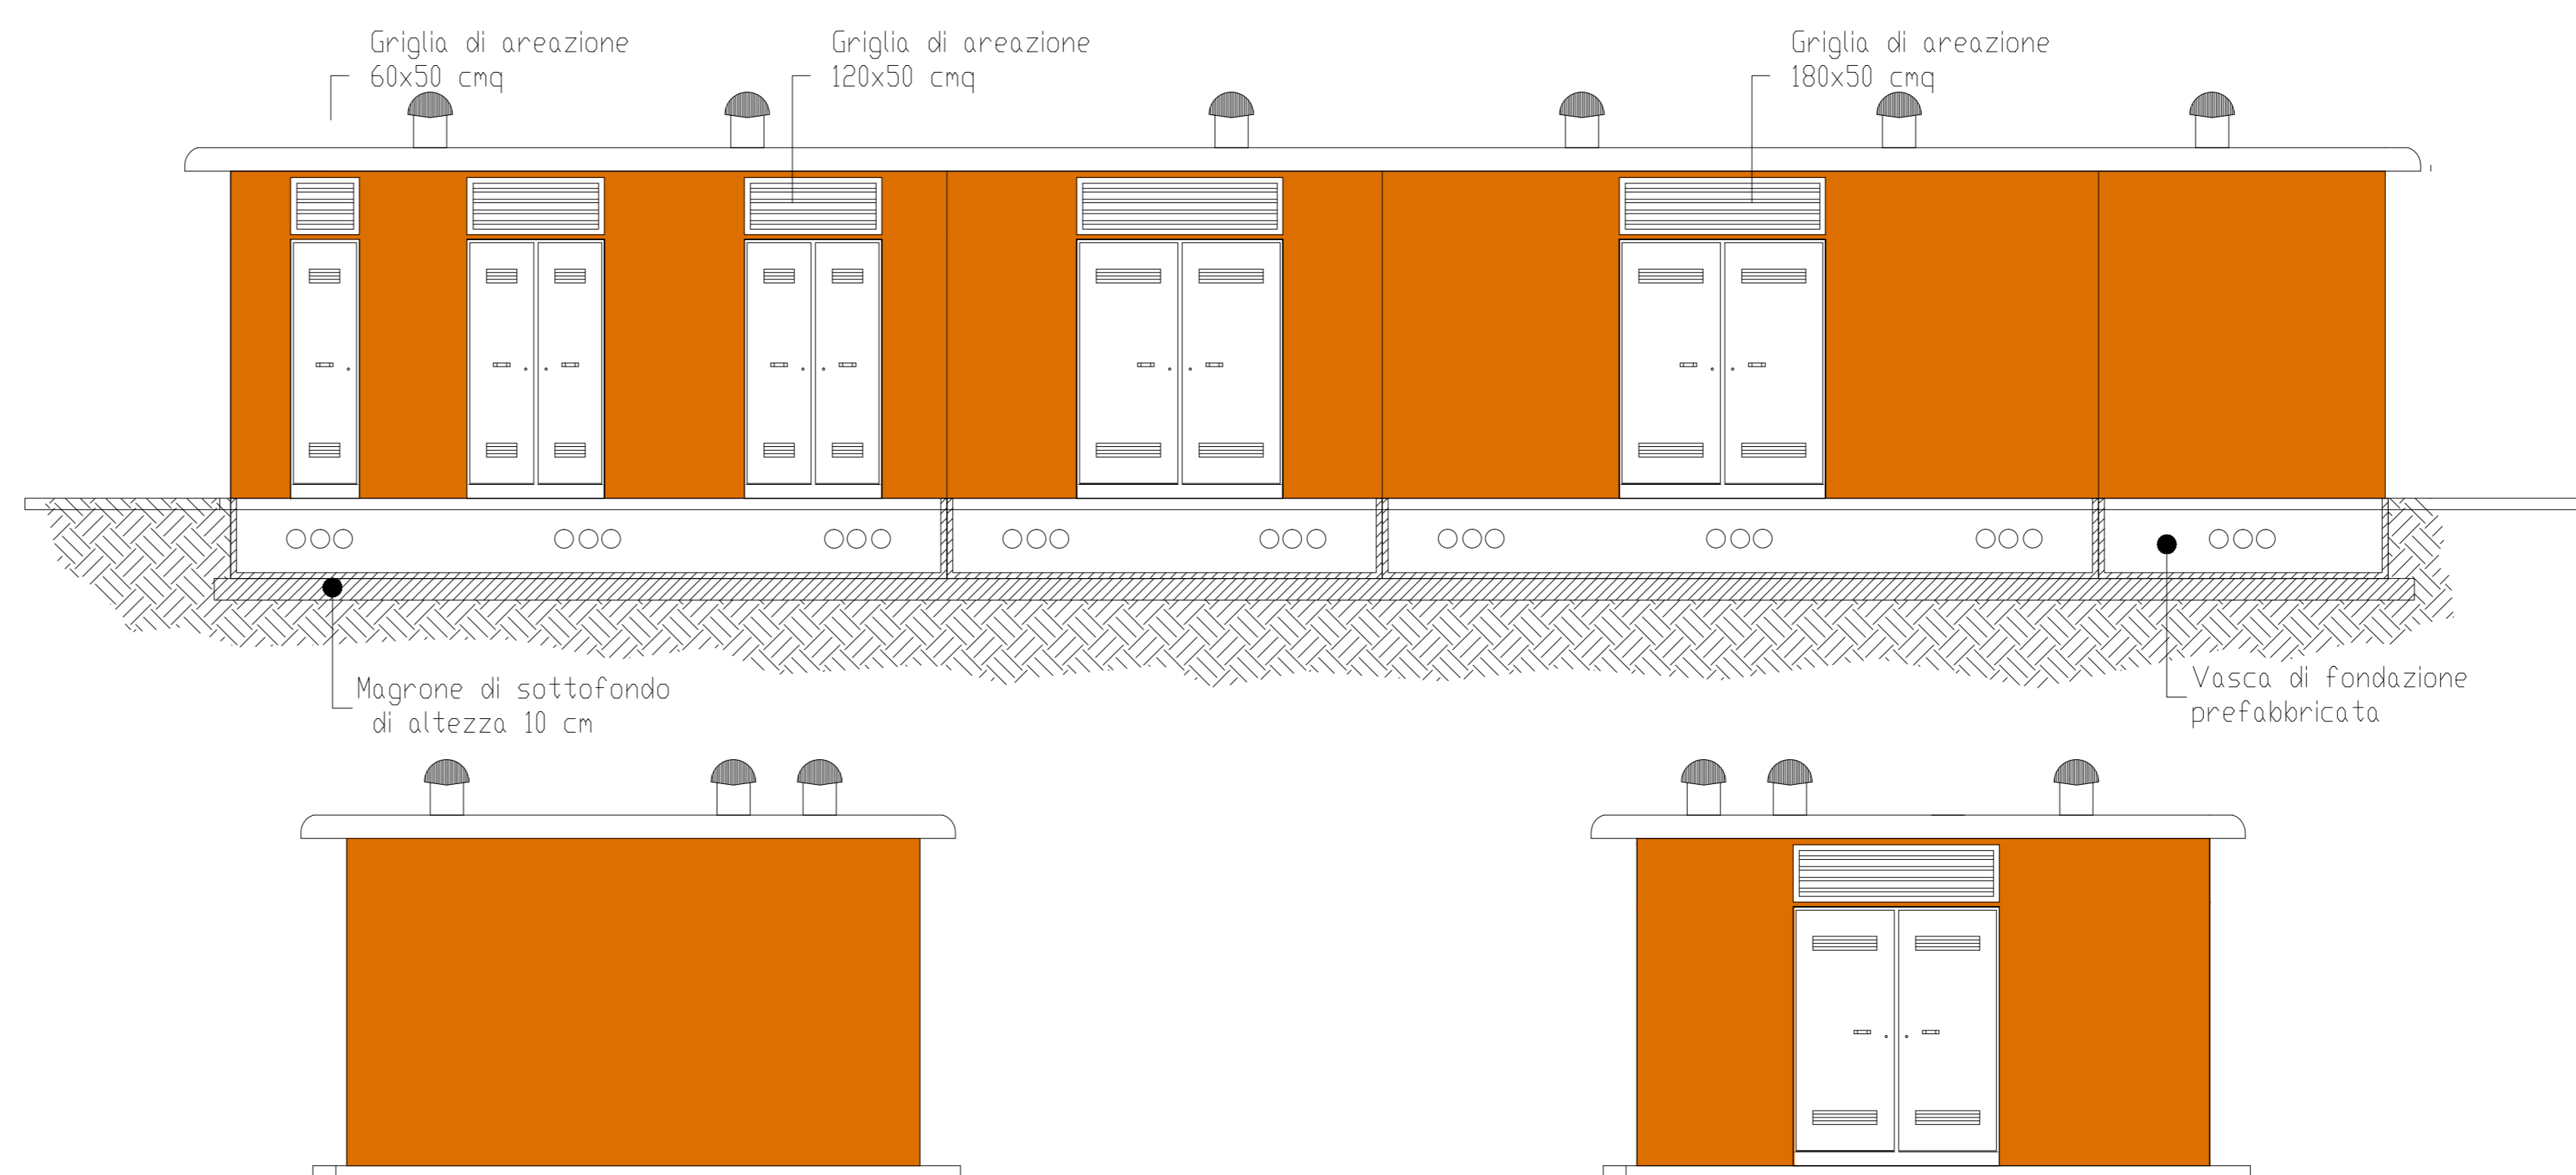 Griglia di areazione
60x50 cmq
Griglia di areazione
120x50 cmq
Griglia di areazione
180x50 cmq
Magrone di sottofondo
di altezza 10 cm
Vasca di fondazione
prefabbricata